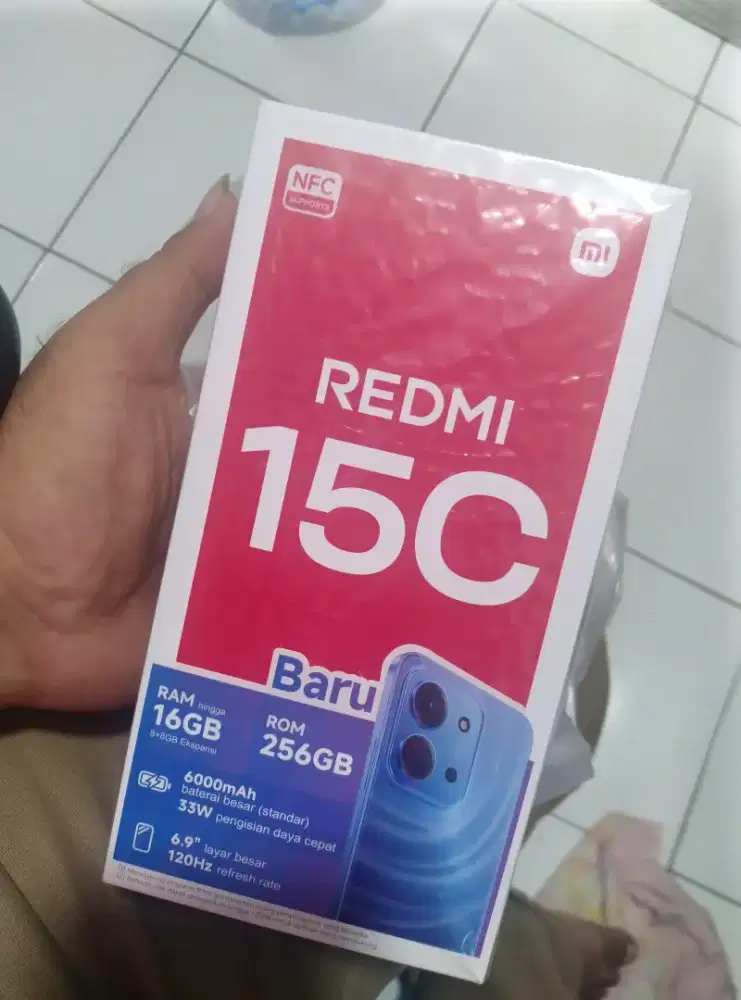 NFC
SUPPORTS
mi
REDMI
15C
Baru
RAM hingga
16GB
8+8GB Ekspansi
ROM
256GB
6000mAh
baterai besar (standar)
33W pengisian daya cepat
6.9" layar besar
120Hz refresh rate